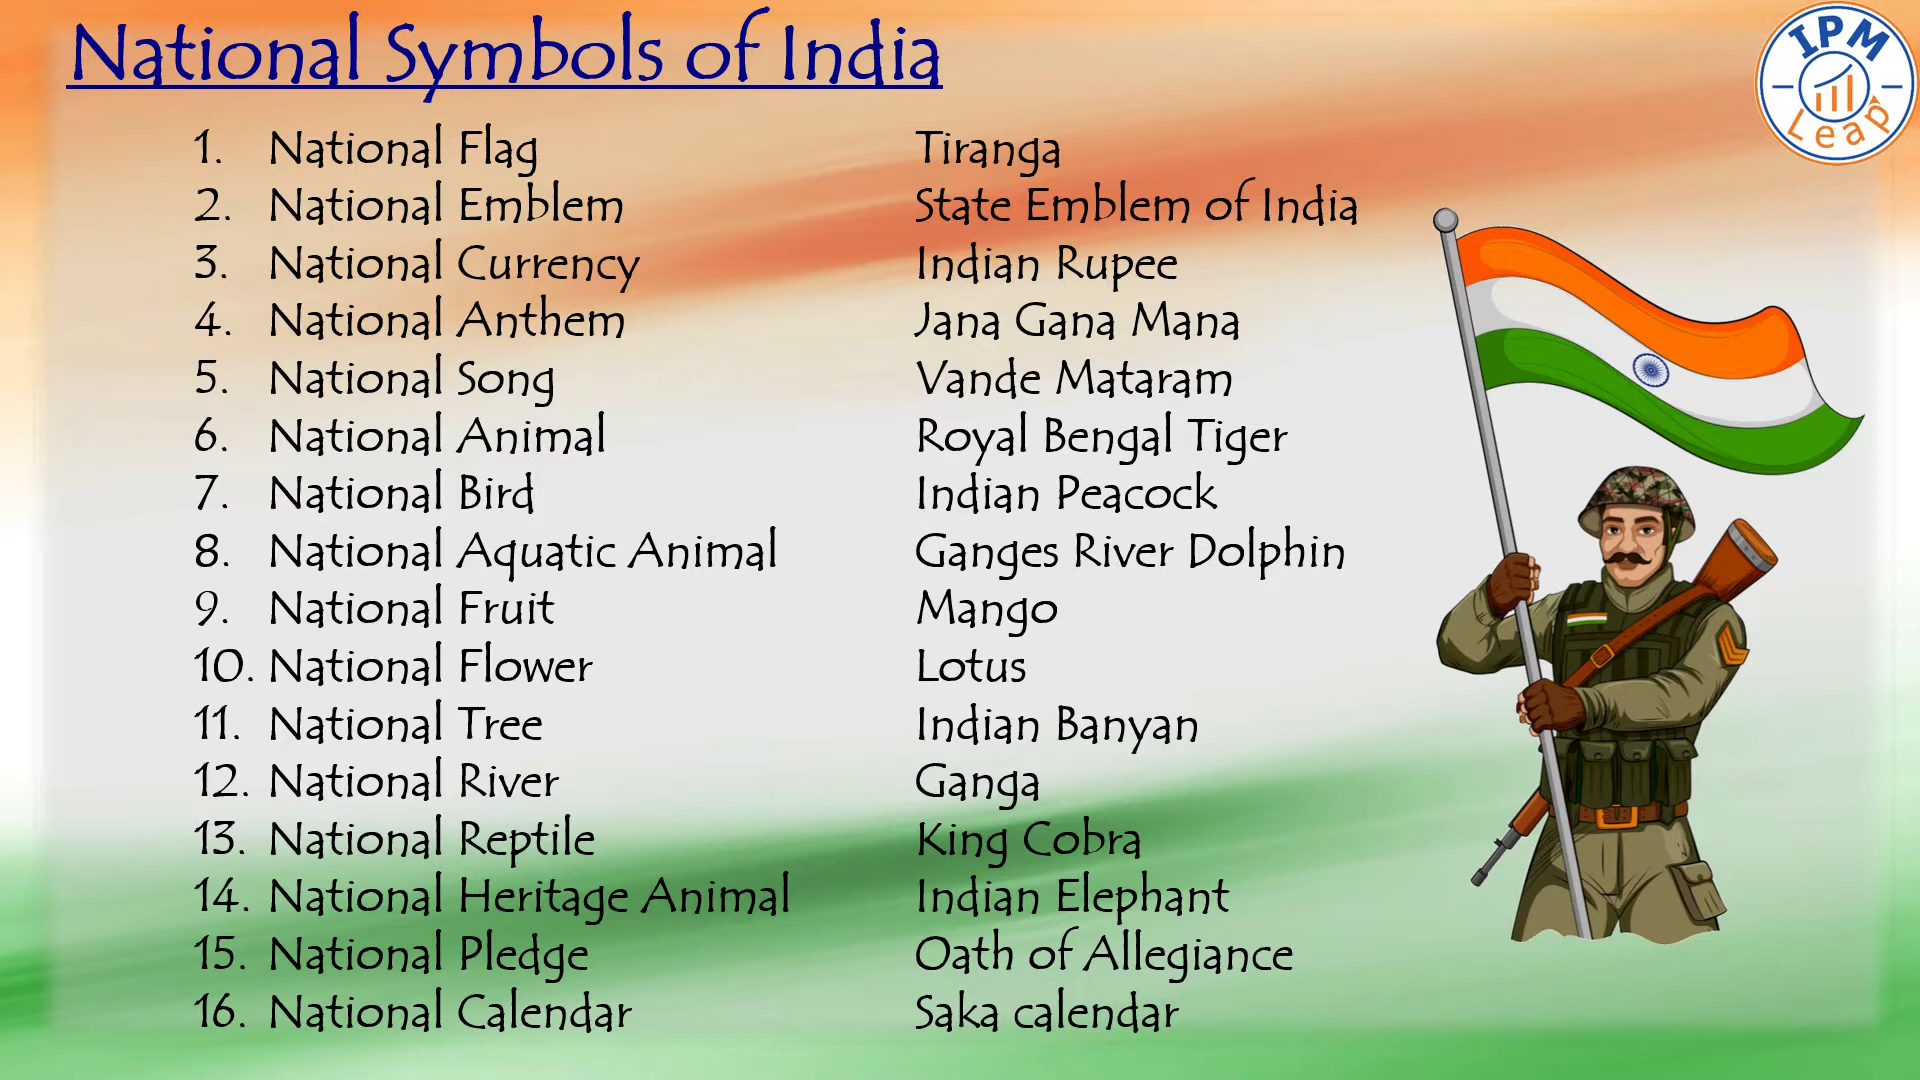 National Symbols of India
IPM
Leap
1. National Flag Tiranga
2. National Emblem State Emblem of India
3. National Currency Indian Rupee
4. National Anthem Jana Gana Mana
5. National Song Vande Mataram
6. National Animal Royal Bengal Tiger
7. National Bird Indian Peacock
8. National Aquatic Animal Ganges River Dolphin
9. National Fruit Mango
10. National Flower Lotus
11. National Tree Indian Banyan
12. National River Ganga
13. National Reptile King Cobra
14. National Heritage Animal Indian Elephant
15. National Pledge Oath of Allegiance
16. National Calendar Saka calendar